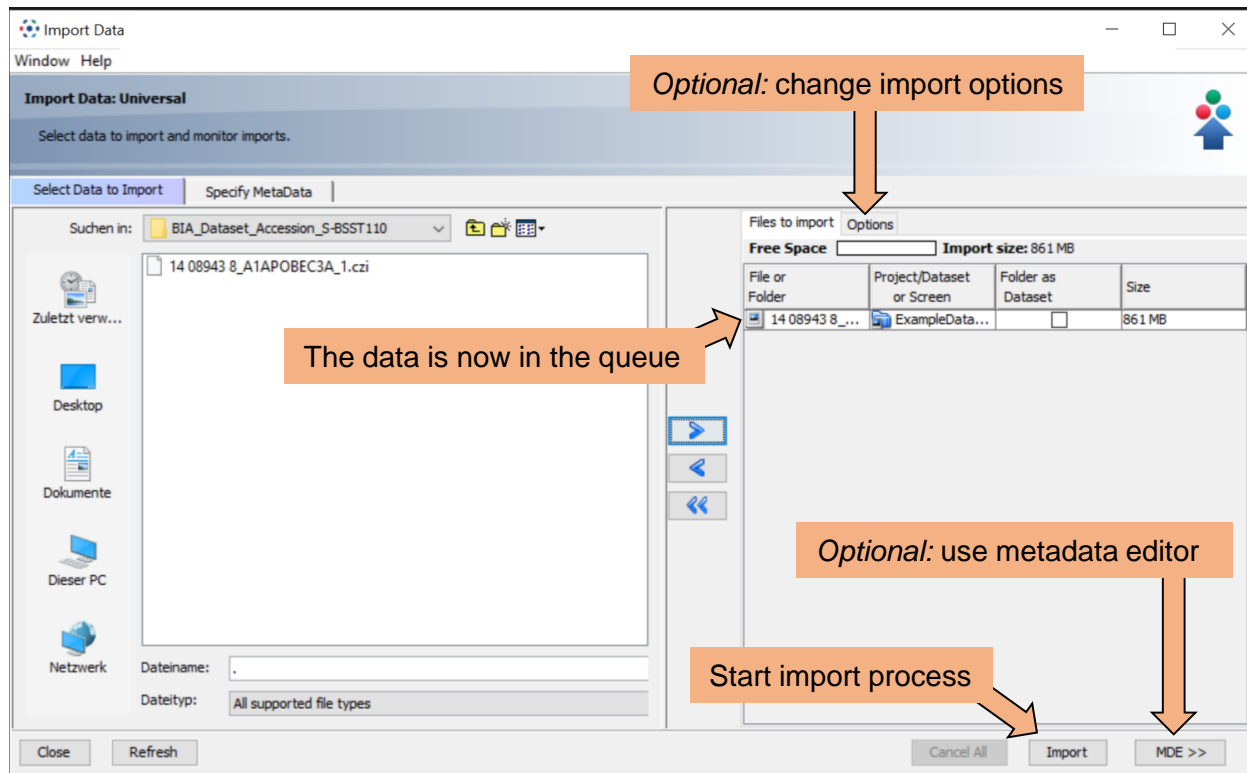 Import Data
Window Help
Optional: change import options
Import Data: Universal
Select data to import and monitor imports.
Select Data to Import Specify MetaData
Suchen in: BIA_Dataset_Accession_S-BSST110
Files to import Options
Free Space Import size: 861 MB
14 08943 8_A1APOBEC3A_1.czi
File or Folder Project/Dataset or Screen Folder as Dataset Size
14 08943 8_... ExampleData... 861 MB
Zuletzt verw...
The data is now in the queue
Desktop
Dokumente
Optional: use metadata editor
Dieser PC
Netzwerk
Dateiname: .
Start import process
Dateityp: All supported file types
Close Refresh Cancel All Import MDE >>